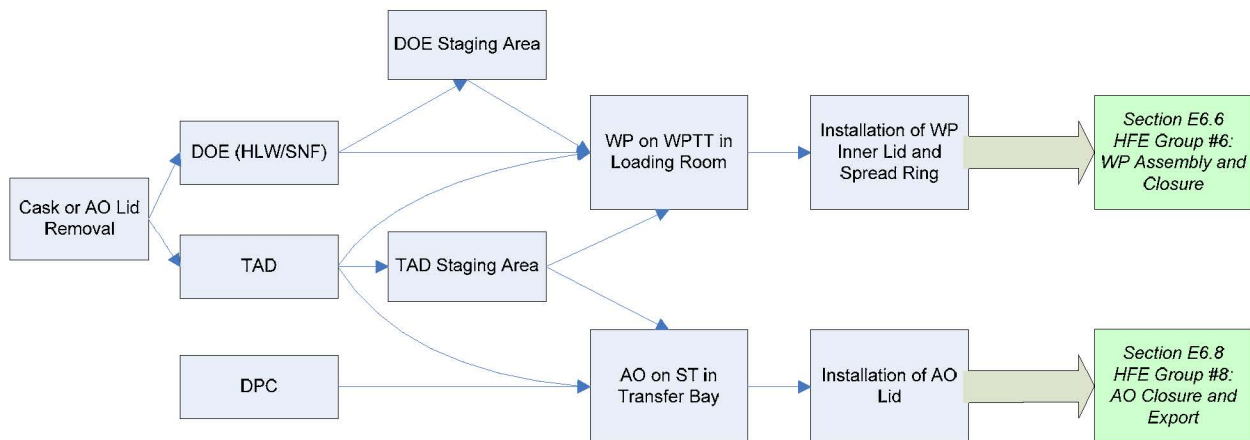 DOE Staging Area
DOE (HLW/SNF)
WP on WPTT in
Loading Room
Installation of WP
Inner Lid and
Spread Ring
Section E6.6
HFE Group #6:
WP Assembly and
Closure
Cask or AO Lid
Removal
TAD
TAD Staging Area
DPC
AO on ST in
Transfer Bay
Installation of AO
Lid
Section E6.8
HFE Group #8:
AO Closure and
Export